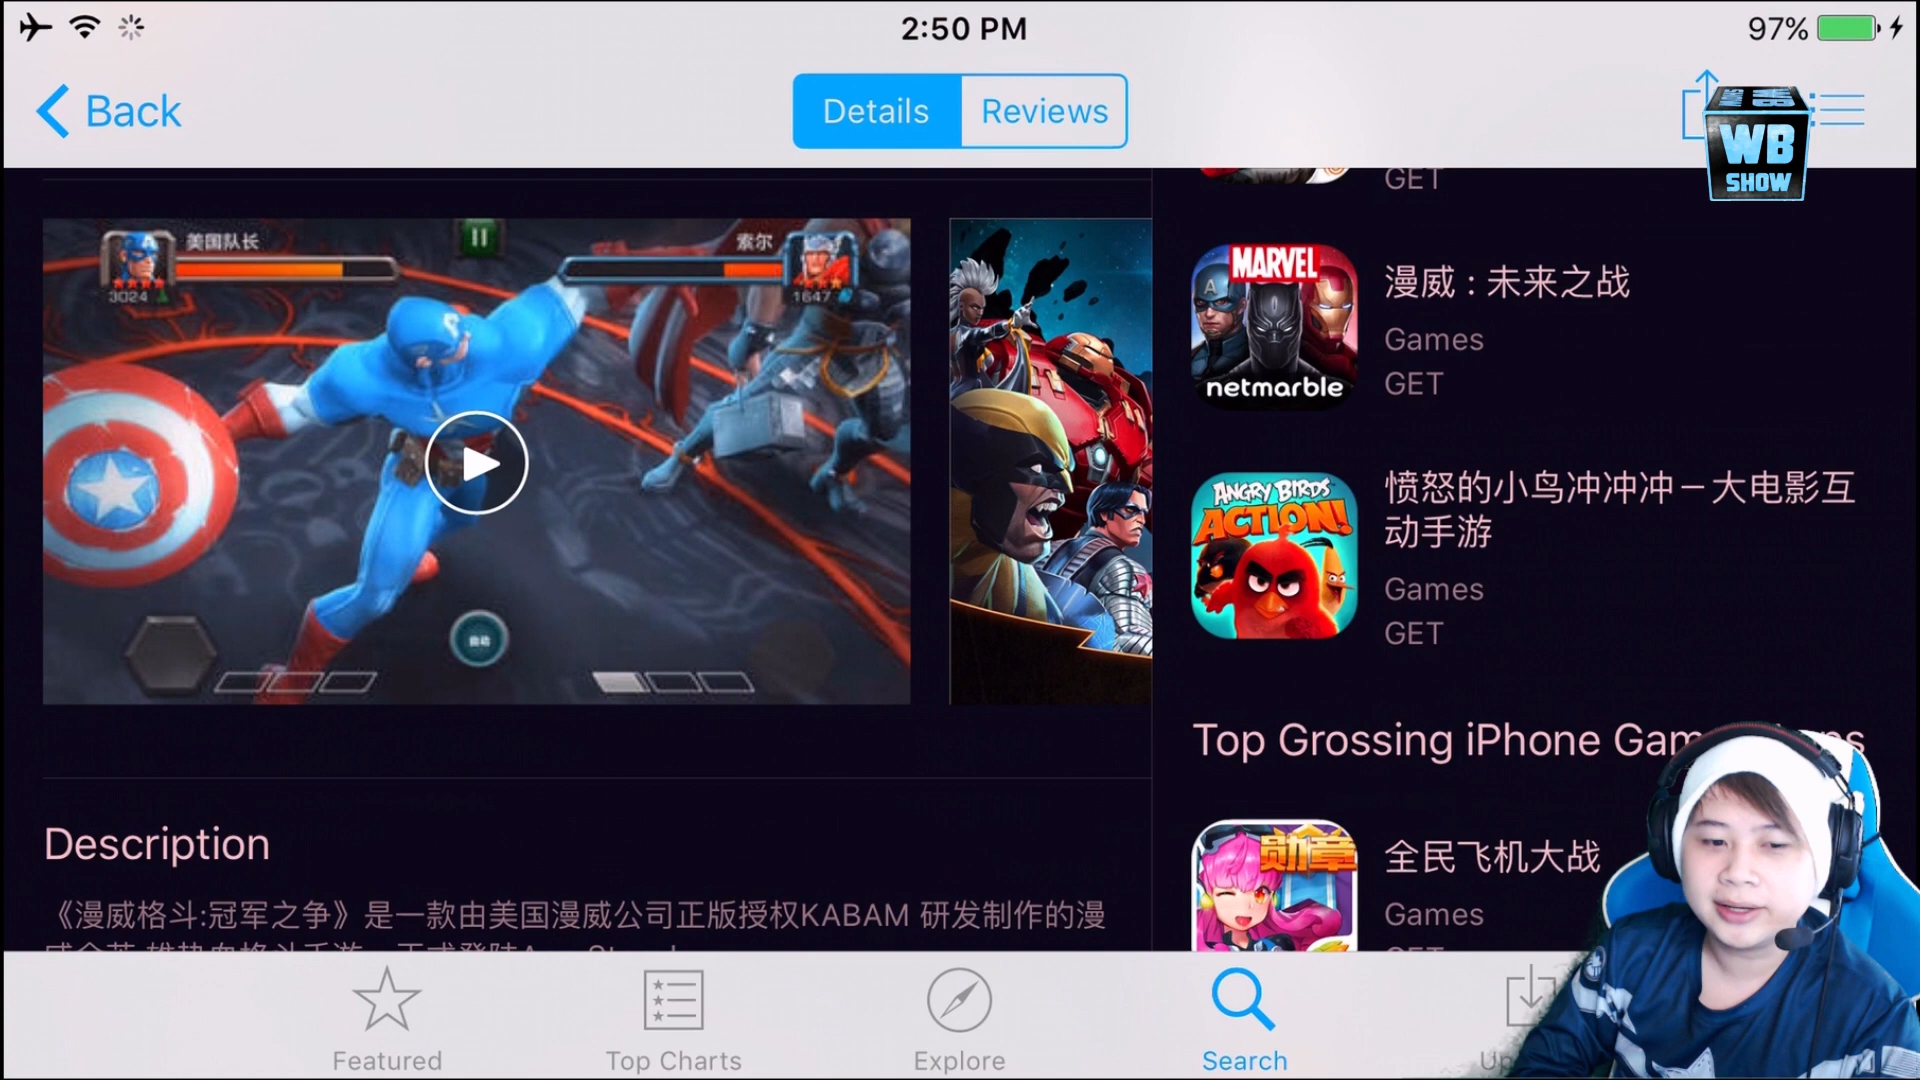 2:50 PM
97%
Back
Details
Reviews
WB
SHOW
美国队长
索尔
3024
1647
自动
GET
MARVEL
netmarble
漫威：未来之战
Games
GET
ANGRY BIRDS
ACTION!
愤怒的小鸟冲冲冲－大电影互
动手游
Games
GET
Top Grossing iPhone Gam
勋章
全民飞机大战
Games
Description
《漫威格斗:冠军之争》是一款由美国漫威公司正版授权KABAM 研发制作的漫
Featured
Top Charts
Explore
Search